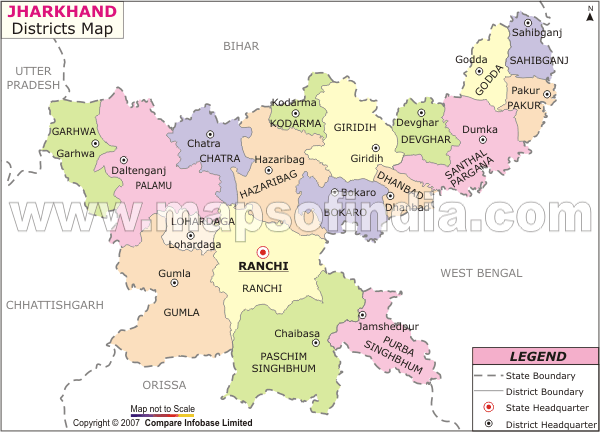 JHARKHAND
Districts Map
N
BIHAR
UTTER
PRADESH
Sahibganj
SAHIBGANJ
Godda
GODDA
Pakur
PAKUR
Kodarma
KODARMA
Devghar
DEVGHAR
Dumka
SANTHAL
PARGANA
GARHWA
Garhwa
Chatra
CHATRA
GIRIDIH
Giridih
Daltenganj
PALAMU
Hazaribag
HAZARIBAG
DHANBAD
Dhanbad
Bokaro
BOKARO
www.mapsofindia.com
LOHARDAGA
Lohardaga
RANCHI
RANCHI
Gumla
GUMLA
WEST BENGAL
CHHATTISHGARH
Chaibasa
PASCHIM
SINGHBHUM
Jamshedpur
PURBA
SINGHBHUM
ORISSA
LEGEND
State Boundary
District Boundary
State Headquarter
District Headquarter
Map not to Scale
Copyright © 2007 Compare Infobase Limited